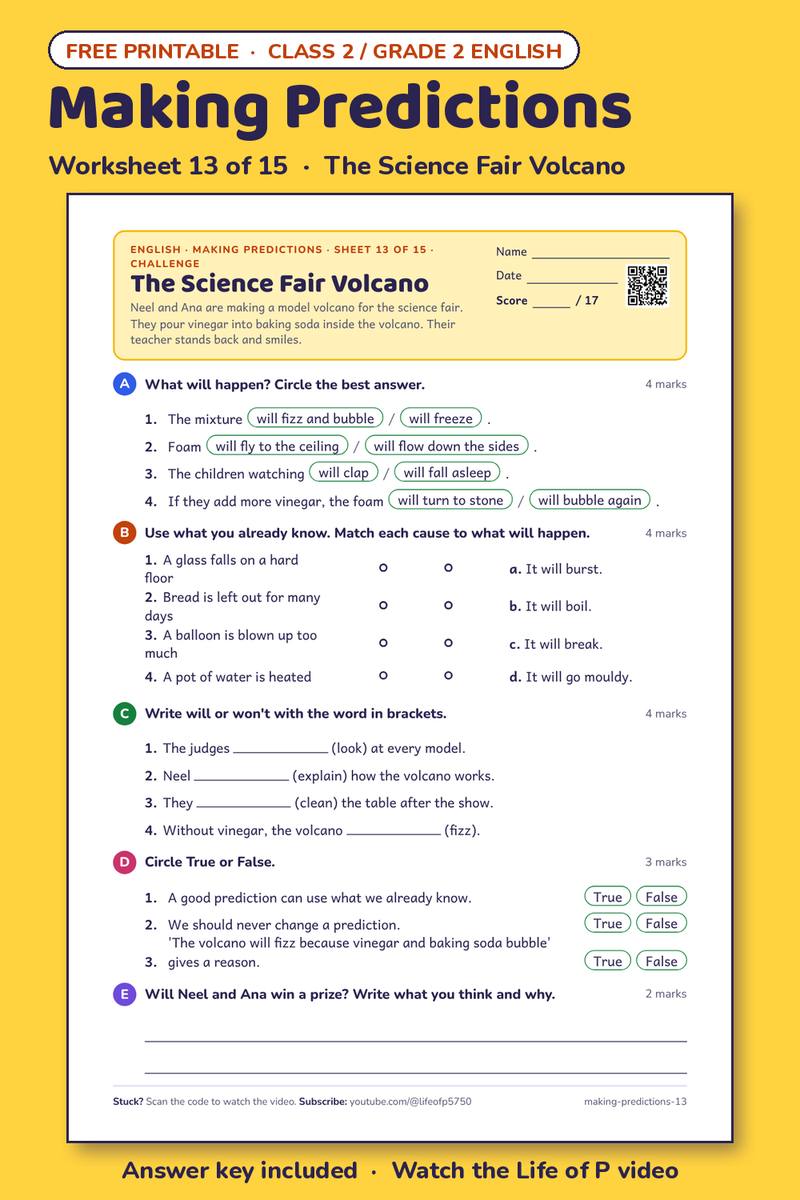 FREE PRINTABLE · CLASS 2 / GRADE 2 ENGLISH
Making Predictions
Worksheet 13 of 15 · The Science Fair Volcano
ENGLISH · MAKING PREDICTIONS · SHEET 13 OF 15 ·
CHALLENGE
The Science Fair Volcano
Neel and Ana are making a model volcano for the science fair.
They pour vinegar into baking soda inside the volcano. Their
teacher stands back and smiles.
Name ____________
Date ____________
Score ______ / 17
A What will happen? Circle the best answer. 4 marks
1. The mixture will fizz and bubble / will freeze .
2. Foam will fly to the ceiling / will flow down the sides .
3. The children watching will clap / will fall asleep .
4. If they add more vinegar, the foam will turn to stone / will bubble again .
B Use what you already know. Match each cause to what will happen. 4 marks
1. A glass falls on a hard
floor
a. It will burst.
2. Bread is left out for many
days
b. It will boil.
3. A balloon is blown up too
much
c. It will break.
4. A pot of water is heated
d. It will go mouldy.
C Write will or won't with the word in brackets. 4 marks
1. The judges ____________ (look) at every model.
2. Neel ____________ (explain) how the volcano works.
3. They ____________ (clean) the table after the show.
4. Without vinegar, the volcano ____________ (fizz).
D Circle True or False. 3 marks
1. A good prediction can use what we already know. True False
2. We should never change a prediction. True False
'The volcano will fizz because vinegar and baking soda bubble'
3. gives a reason. True False
E Will Neel and Ana win a prize? Write what you think and why. 2 marks
Stuck? Scan the code to watch the video. Subscribe: youtube.com/@lifeofp5750
making-predictions-13
Answer key included · Watch the Life of P video